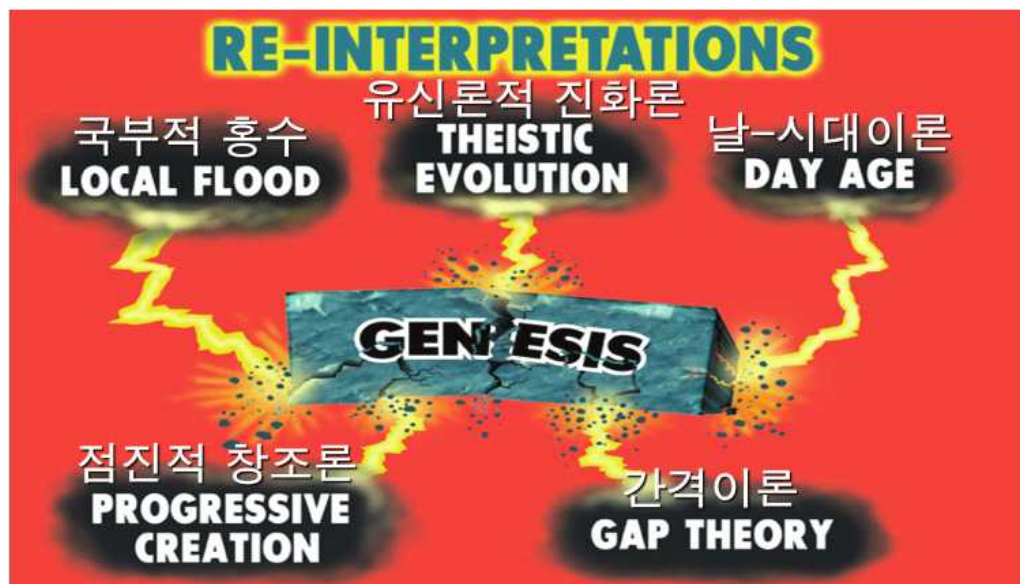 RE-INTERPRETATIONS
국부적 홍수
LOCAL FLOOD
유신론적 진화론
THEISTIC
EVOLUTION
날-시대이론
DAY AGE
GENESIS
점진적 창조론
PROGRESSIVE
CREATION
간격이론
GAP THEORY